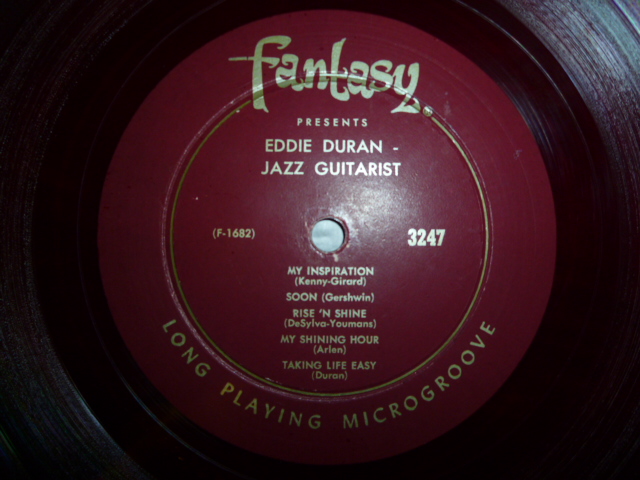 Fantasy
PRESENTS
EDDIE DURAN -
JAZZ GUITARIST
(F-1682) 3247
MY INSPIRATION
(Kenny-Girard)
SOON (Gershwin)
RISE 'N SHINE
(DeSylva-Youmans)
MY SHINING HOUR
(Arlen)
TAKING LIFE EASY
(Duran)
LONG PLAYING MICROGROOVE